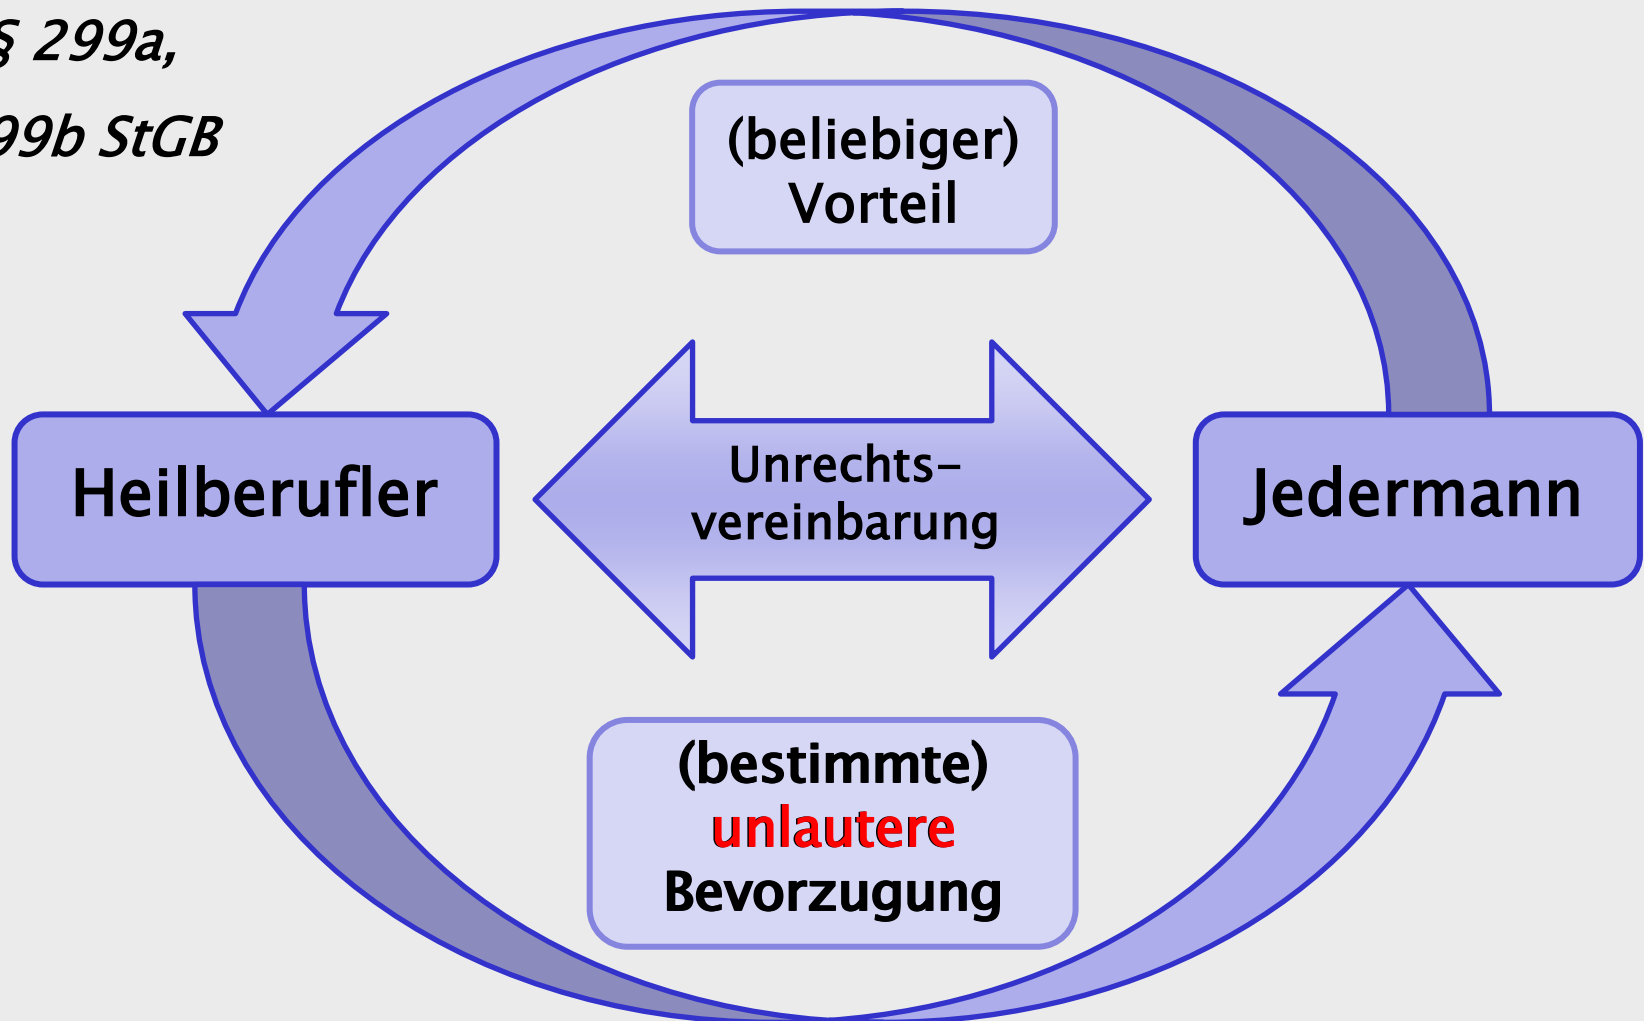 § 299a,
99b StGB
(beliebiger)
Vorteil
Heilberufler
Unrechts-
vereinbarung
Jedermann
(bestimmte)
unlautere
Bevorzugung